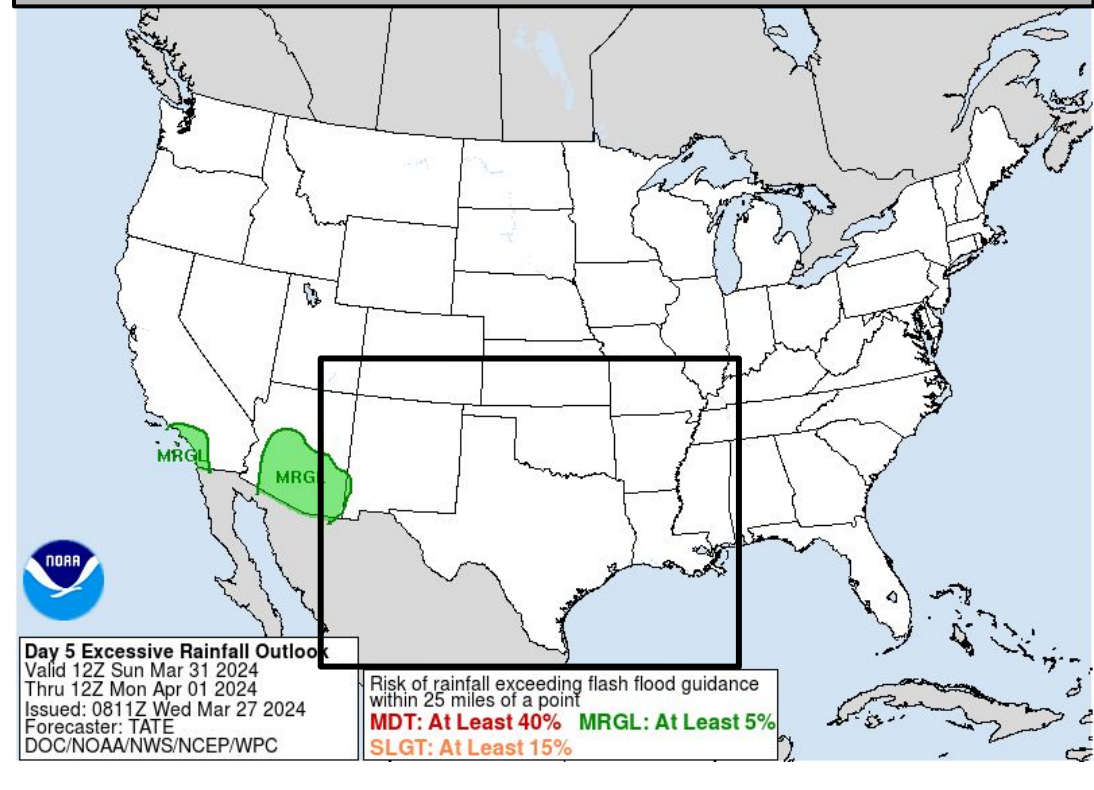 MRGL
MRGL
NOAA
Day 5 Excessive Rainfall Outlook
Valid 12Z Sun Mar 31 2024
Thru 12Z Mon Apr 01 2024
Issued: 0811Z Wed Mar 27 2024
Forecaster: TATE
DOC/NOAA/NWS/NCEP/WPC
Risk of rainfall exceeding flash flood guidance
within 25 miles of a point
MDT: At Least 40% MRGL: At Least 5%
SLGT: At Least 15%